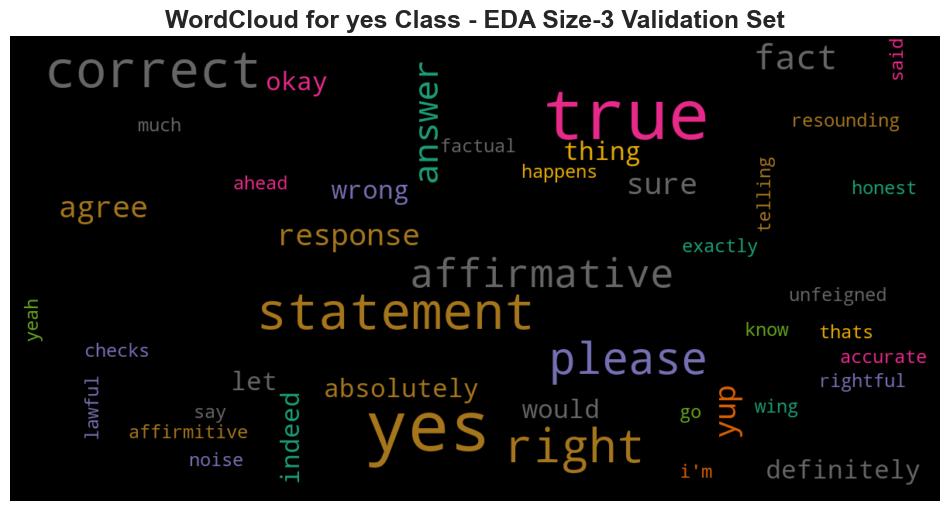 WordCloud for yes Class - EDA Size-3 Validation Set
correct
okay
answer
fact
said
true
much
factual
thing
resounding
happens
ahead
wrong
sure
telling
honest
agree
response
exactly
affirmative
unfeigned
statement
yeah
know
thats
checks
please
accurate
let
absolutely
rightful
lawful
say
would
go
yup
wing
affirmitive
indeed
yes
right
noise
i'm
definitely